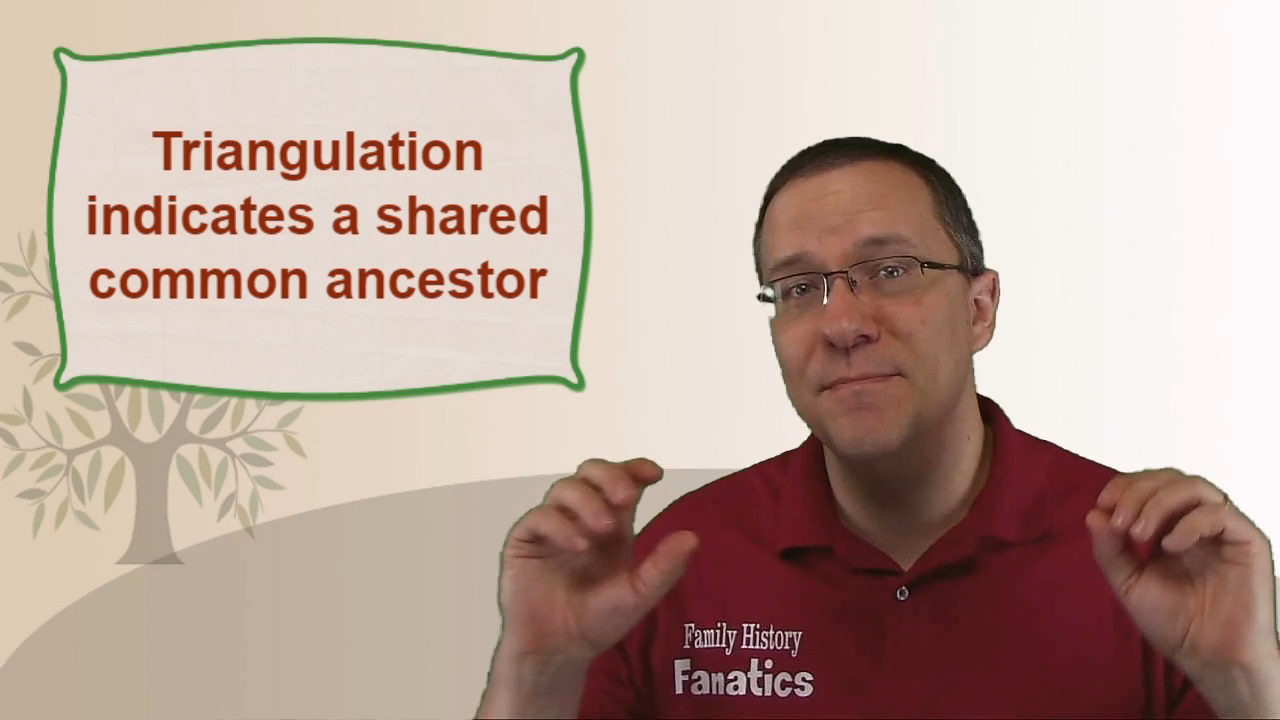 Triangulation
indicates a shared
common ancestor
Family History
Fanatics